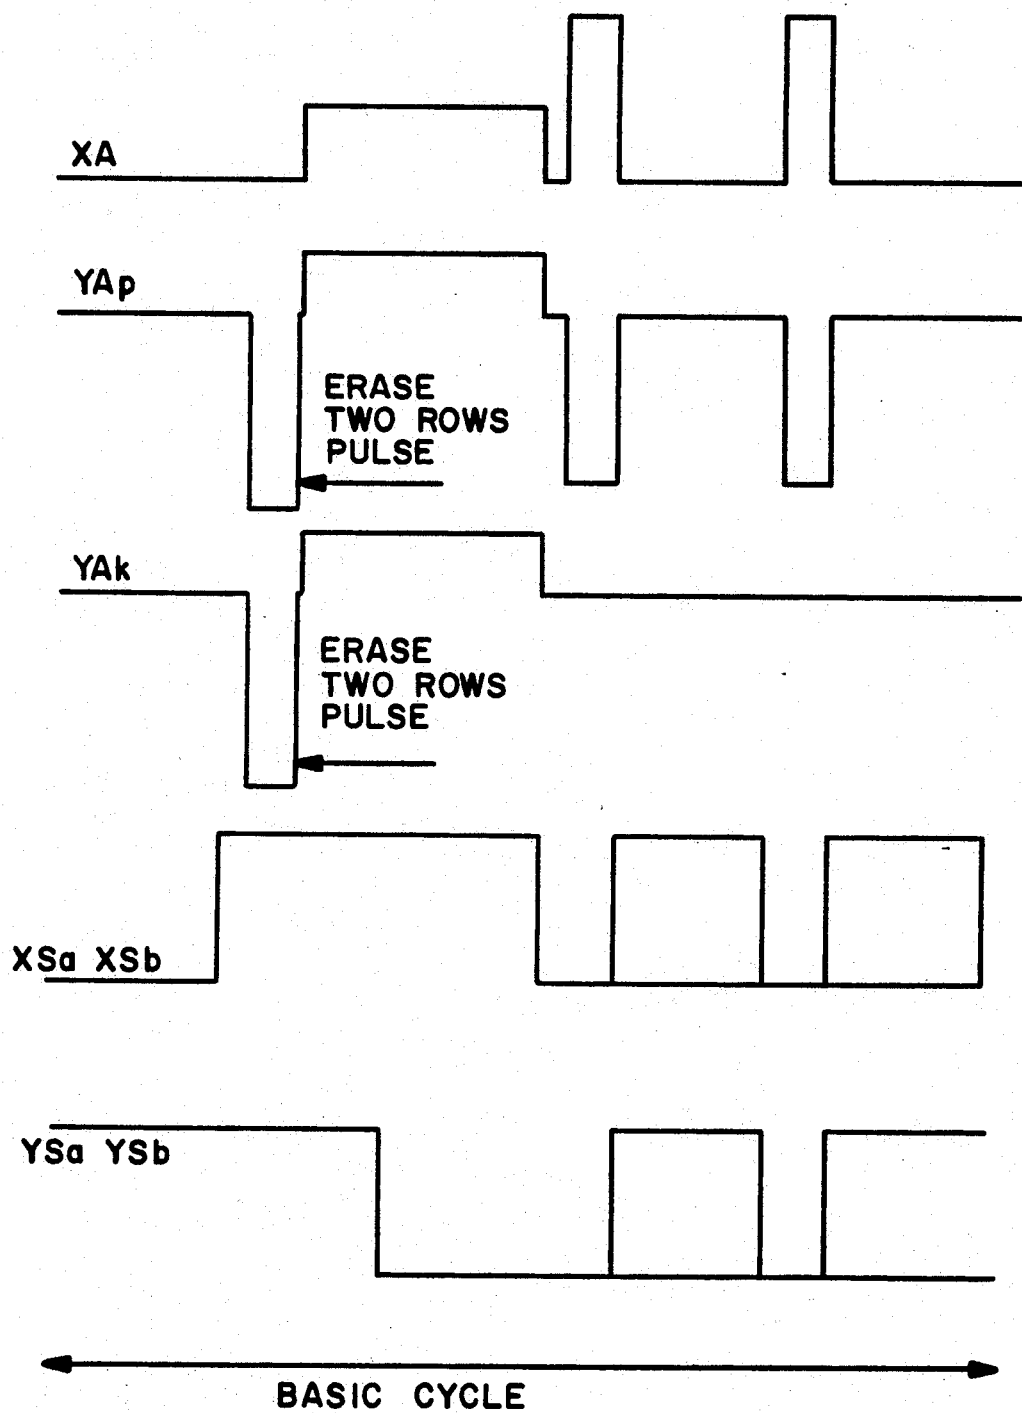 XA
YAp
ERASE
TWO ROWS
PULSE
YAk
ERASE
TWO ROWS
PULSE
XSa XSb
YSa YSb
BASIC CYCLE